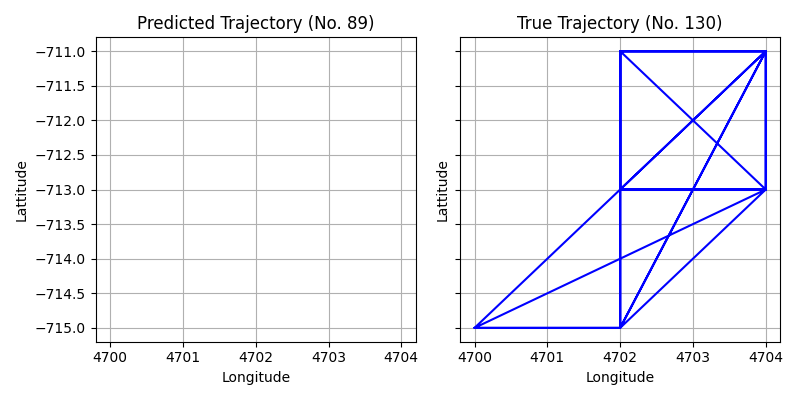 Predicted Trajectory (No. 89)
True Trajectory (No. 130)
−711.0
−711.5
−712.0
−712.5
−713.0
−713.5
−714.0
−714.5
−715.0
Lattitude
Lattitude
4700 4701 4702 4703 4704
4700 4701 4702 4703 4704
Longitude
Longitude